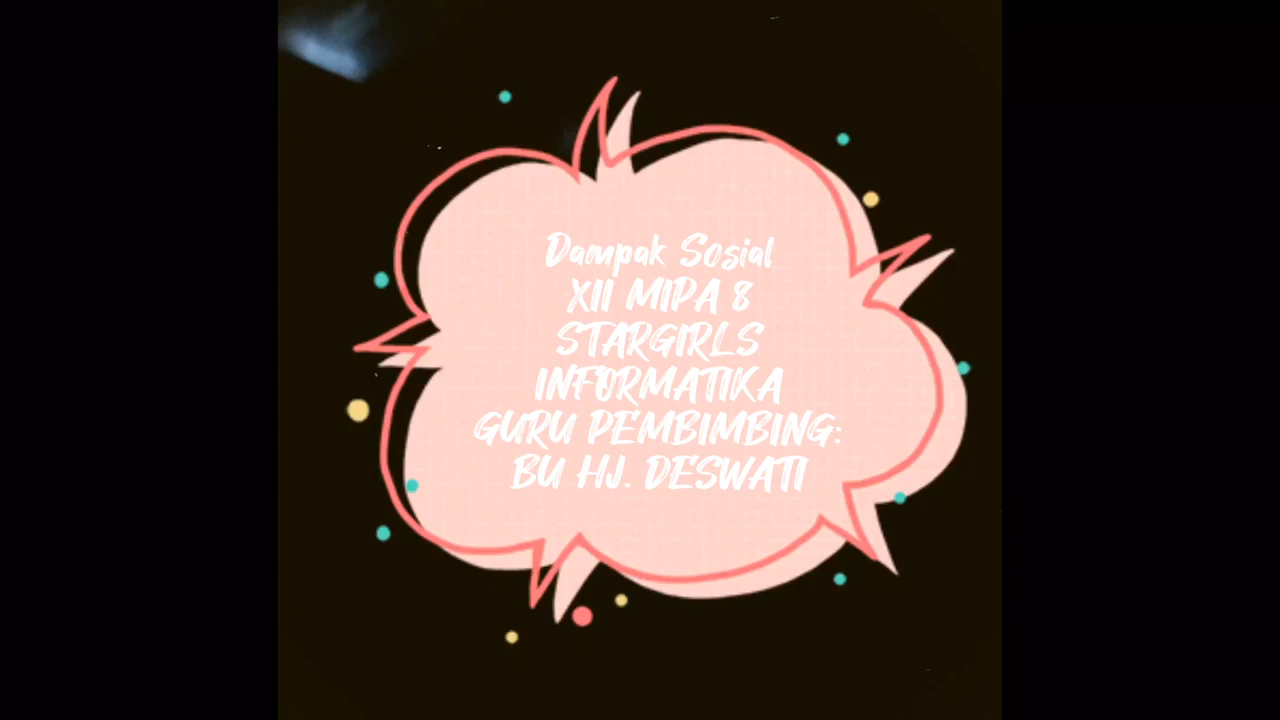 Dampak Sosial
XII MIPA 8
STARGIRLS
INFORMATIKA
GURU PEMBIMBING:
BU HJ. DESWATI